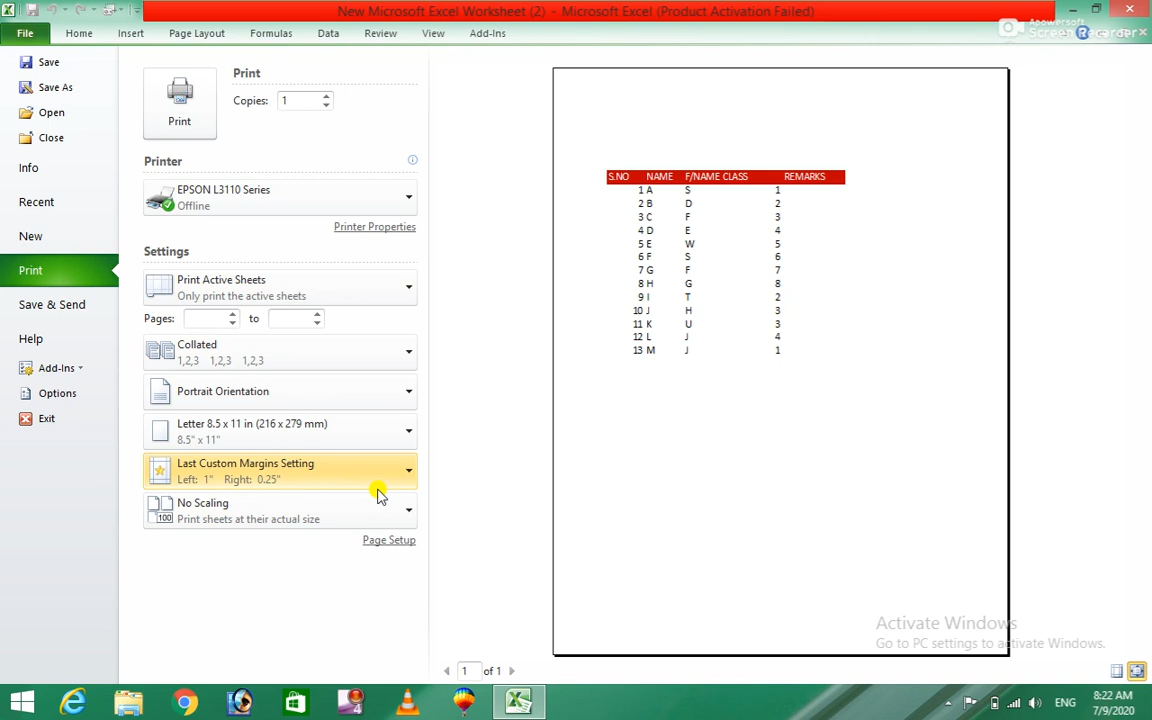 New Microsoft Excel Worksheet (2) - Microsoft Excel (Product Activation Failed)
File Home Insert Page Layout Formulas Data Review View Add-Ins
Apowersoft
Screen Recorder
Save
Save As
Open
Close
Info
Recent
New
Print
Save & Send
Help
Add-Ins
Options
Exit
Print
Print
Copies: 1
Printer
EPSON L3110 Series
Offline
Printer Properties
Settings
Print Active Sheets
Only print the active sheets
Pages: to
Collated
1,2,3 1,2,3 1,2,3
Portrait Orientation
Letter 8.5 x 11 in (216 x 279 mm)
8.5" x 11"
Last Custom Margins Setting
Left: 1" Right: 0.25"
No Scaling
100
Print sheets at their actual size
Page Setup
S.NO NAME F/NAME CLASS REMARKS
1 A S 1
2 B D 2
3 C F 3
4 D E 4
5 E W 5
6 F S 6
7 G F 7
8 H G 8
9 I T 2
10 J H 3
11 K U 3
12 L J 4
13 M J 1
Activate Windows
Go to PC settings to activate Windows.
1 of 1
ENG
8:22 AM
7/9/2020